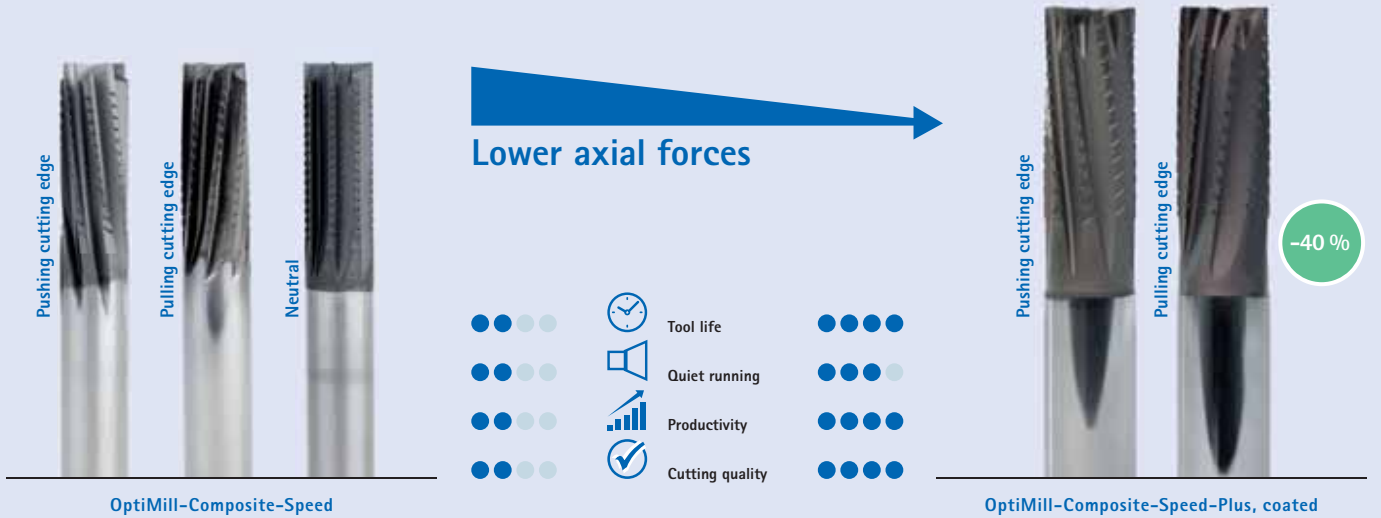 Pushing cutting edge
Pulling cutting edge
Neutral
Lower axial forces
Tool life
Quiet running
Productivity
Cutting quality
Pushing cutting edge
Pulling cutting edge
-40 %
OptiMill-Composite-Speed
OptiMill-Composite-Speed-Plus, coated